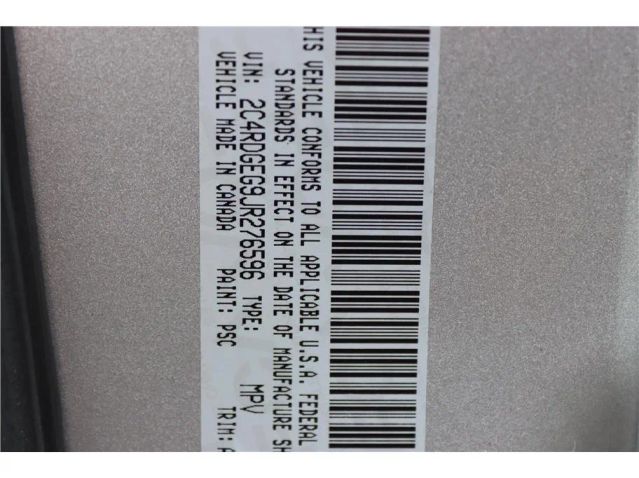 HIS VEHICLE CONFORMS TO ALL APPLICABLE U.S.A. FEDERAL
STANDARDS IN EFFECT ON THE DATE OF MANUFACTURE SH
VIN: 2C4RDGEG9JR276596 TYPE: MPV
VEHICLE MADE IN CANADA PAINT: PSC TRIM: A